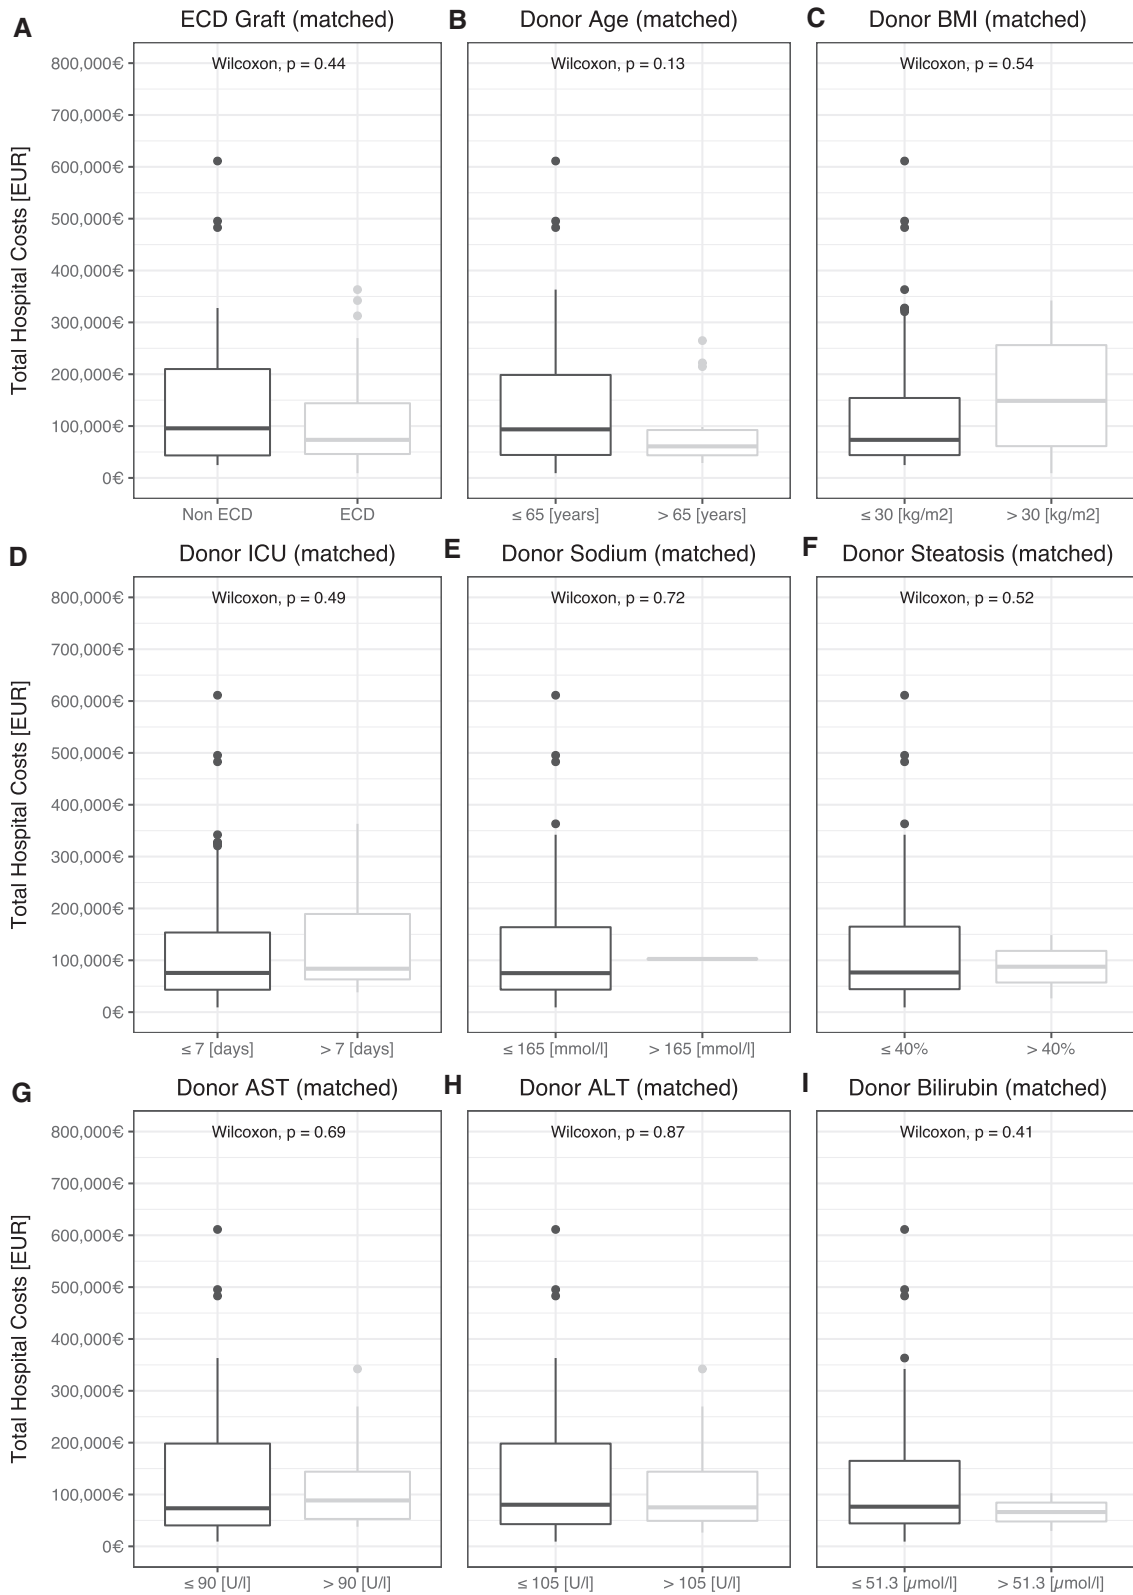 A ECD Graft (matched)
B Donor Age (matched)
C Donor BMI (matched)
Total Hospital Costs [EUR]
800,000€
700,000€
600,000€
500,000€
400,000€
300,000€
200,000€
100,000€
0€
Wilcoxon, p = 0.44
Wilcoxon, p = 0.13
Wilcoxon, p = 0.54
Non ECD
ECD
≤ 65 [years]
> 65 [years]
≤ 30 [kg/m2]
> 30 [kg/m2]
D Donor ICU (matched)
E Donor Sodium (matched)
F Donor Steatosis (matched)
Total Hospital Costs [EUR]
800,000€
700,000€
600,000€
500,000€
400,000€
300,000€
200,000€
100,000€
0€
Wilcoxon, p = 0.49
Wilcoxon, p = 0.72
Wilcoxon, p = 0.52
≤ 7 [days]
> 7 [days]
≤ 165 [mmol/l]
> 165 [mmol/l]
≤ 40%
> 40%
G Donor AST (matched)
H Donor ALT (matched)
I Donor Bilirubin (matched)
Total Hospital Costs [EUR]
800,000€
700,000€
600,000€
500,000€
400,000€
300,000€
200,000€
100,000€
0€
Wilcoxon, p = 0.69
Wilcoxon, p = 0.87
Wilcoxon, p = 0.41
≤ 90 [U/l]
> 90 [U/l]
≤ 105 [U/l]
> 105 [U/l]
≤ 51.3 [µmol/l]
> 51.3 [µmol/l]